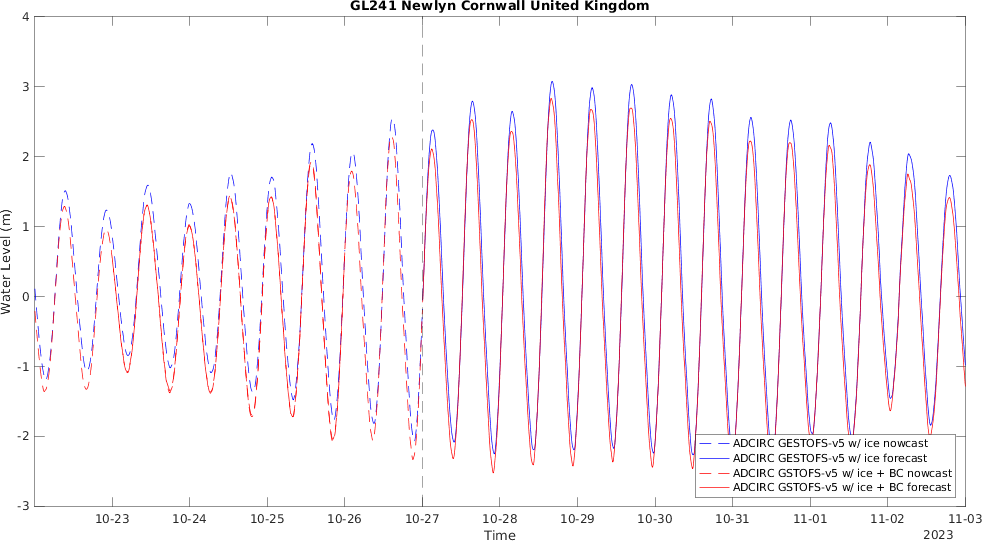 GL241 Newlyn Cornwall United Kingdom
4
3
2
1
0
-1
-2
-3
Water Level (m)
ADCIRC GESTOFS-v5 w/ ice nowcast
ADCIRC GESTOFS-v5 w/ ice forecast
ADCIRC GSTOFS-v5 w/ ice + BC nowcast
ADCIRC GSTOFS-v5 w/ ice + BC forecast
10-23 10-24 10-25 10-26 10-27 10-28 10-29 10-30 10-31 11-01 11-02 11-03
Time
2023